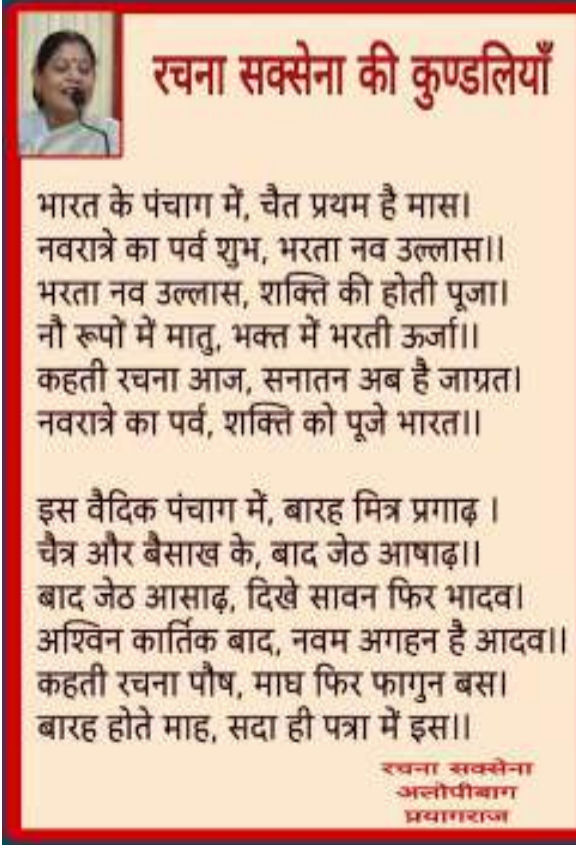 रचना सक्सेना की कुण्डलियाँ
भारत के पंचाग में, चैत प्रथम है मास।
नवरात्रे का पर्व शुभ, भरता नव उल्लास।।
भरता नव उल्लास, शक्ति की होती पूजा।
नौ रूपों में मातु, भक्त में भरती ऊर्जा।।
कहती रचना आज, सनातन अब है जाग्रत।
नवरात्रे का पर्व, शक्ति को पूजे भारत।।
इस वैदिक पंचाग में, बारह मित्र प्रगाढ़ ।
चैत्र और बैसाख के, बाद जेठ आषाढ़।।
बाद जेठ आसाढ़, दिखे सावन फिर भादव।
अश्विन कार्तिक बाद, नवम अगहन है आदव।।
कहती रचना पौष, माघ फिर फागुन बस।
बारह होते माह, सदा ही पत्रा में इस।।
रचना सक्सेना
अलोपीबाग
प्रयागराज